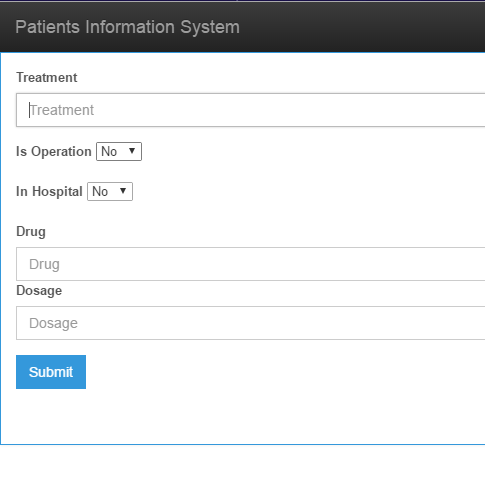 Patients Information System
Treatment
Treatment
Is Operation No
In Hospital No
Drug
Drug
Dosage
Dosage
Submit